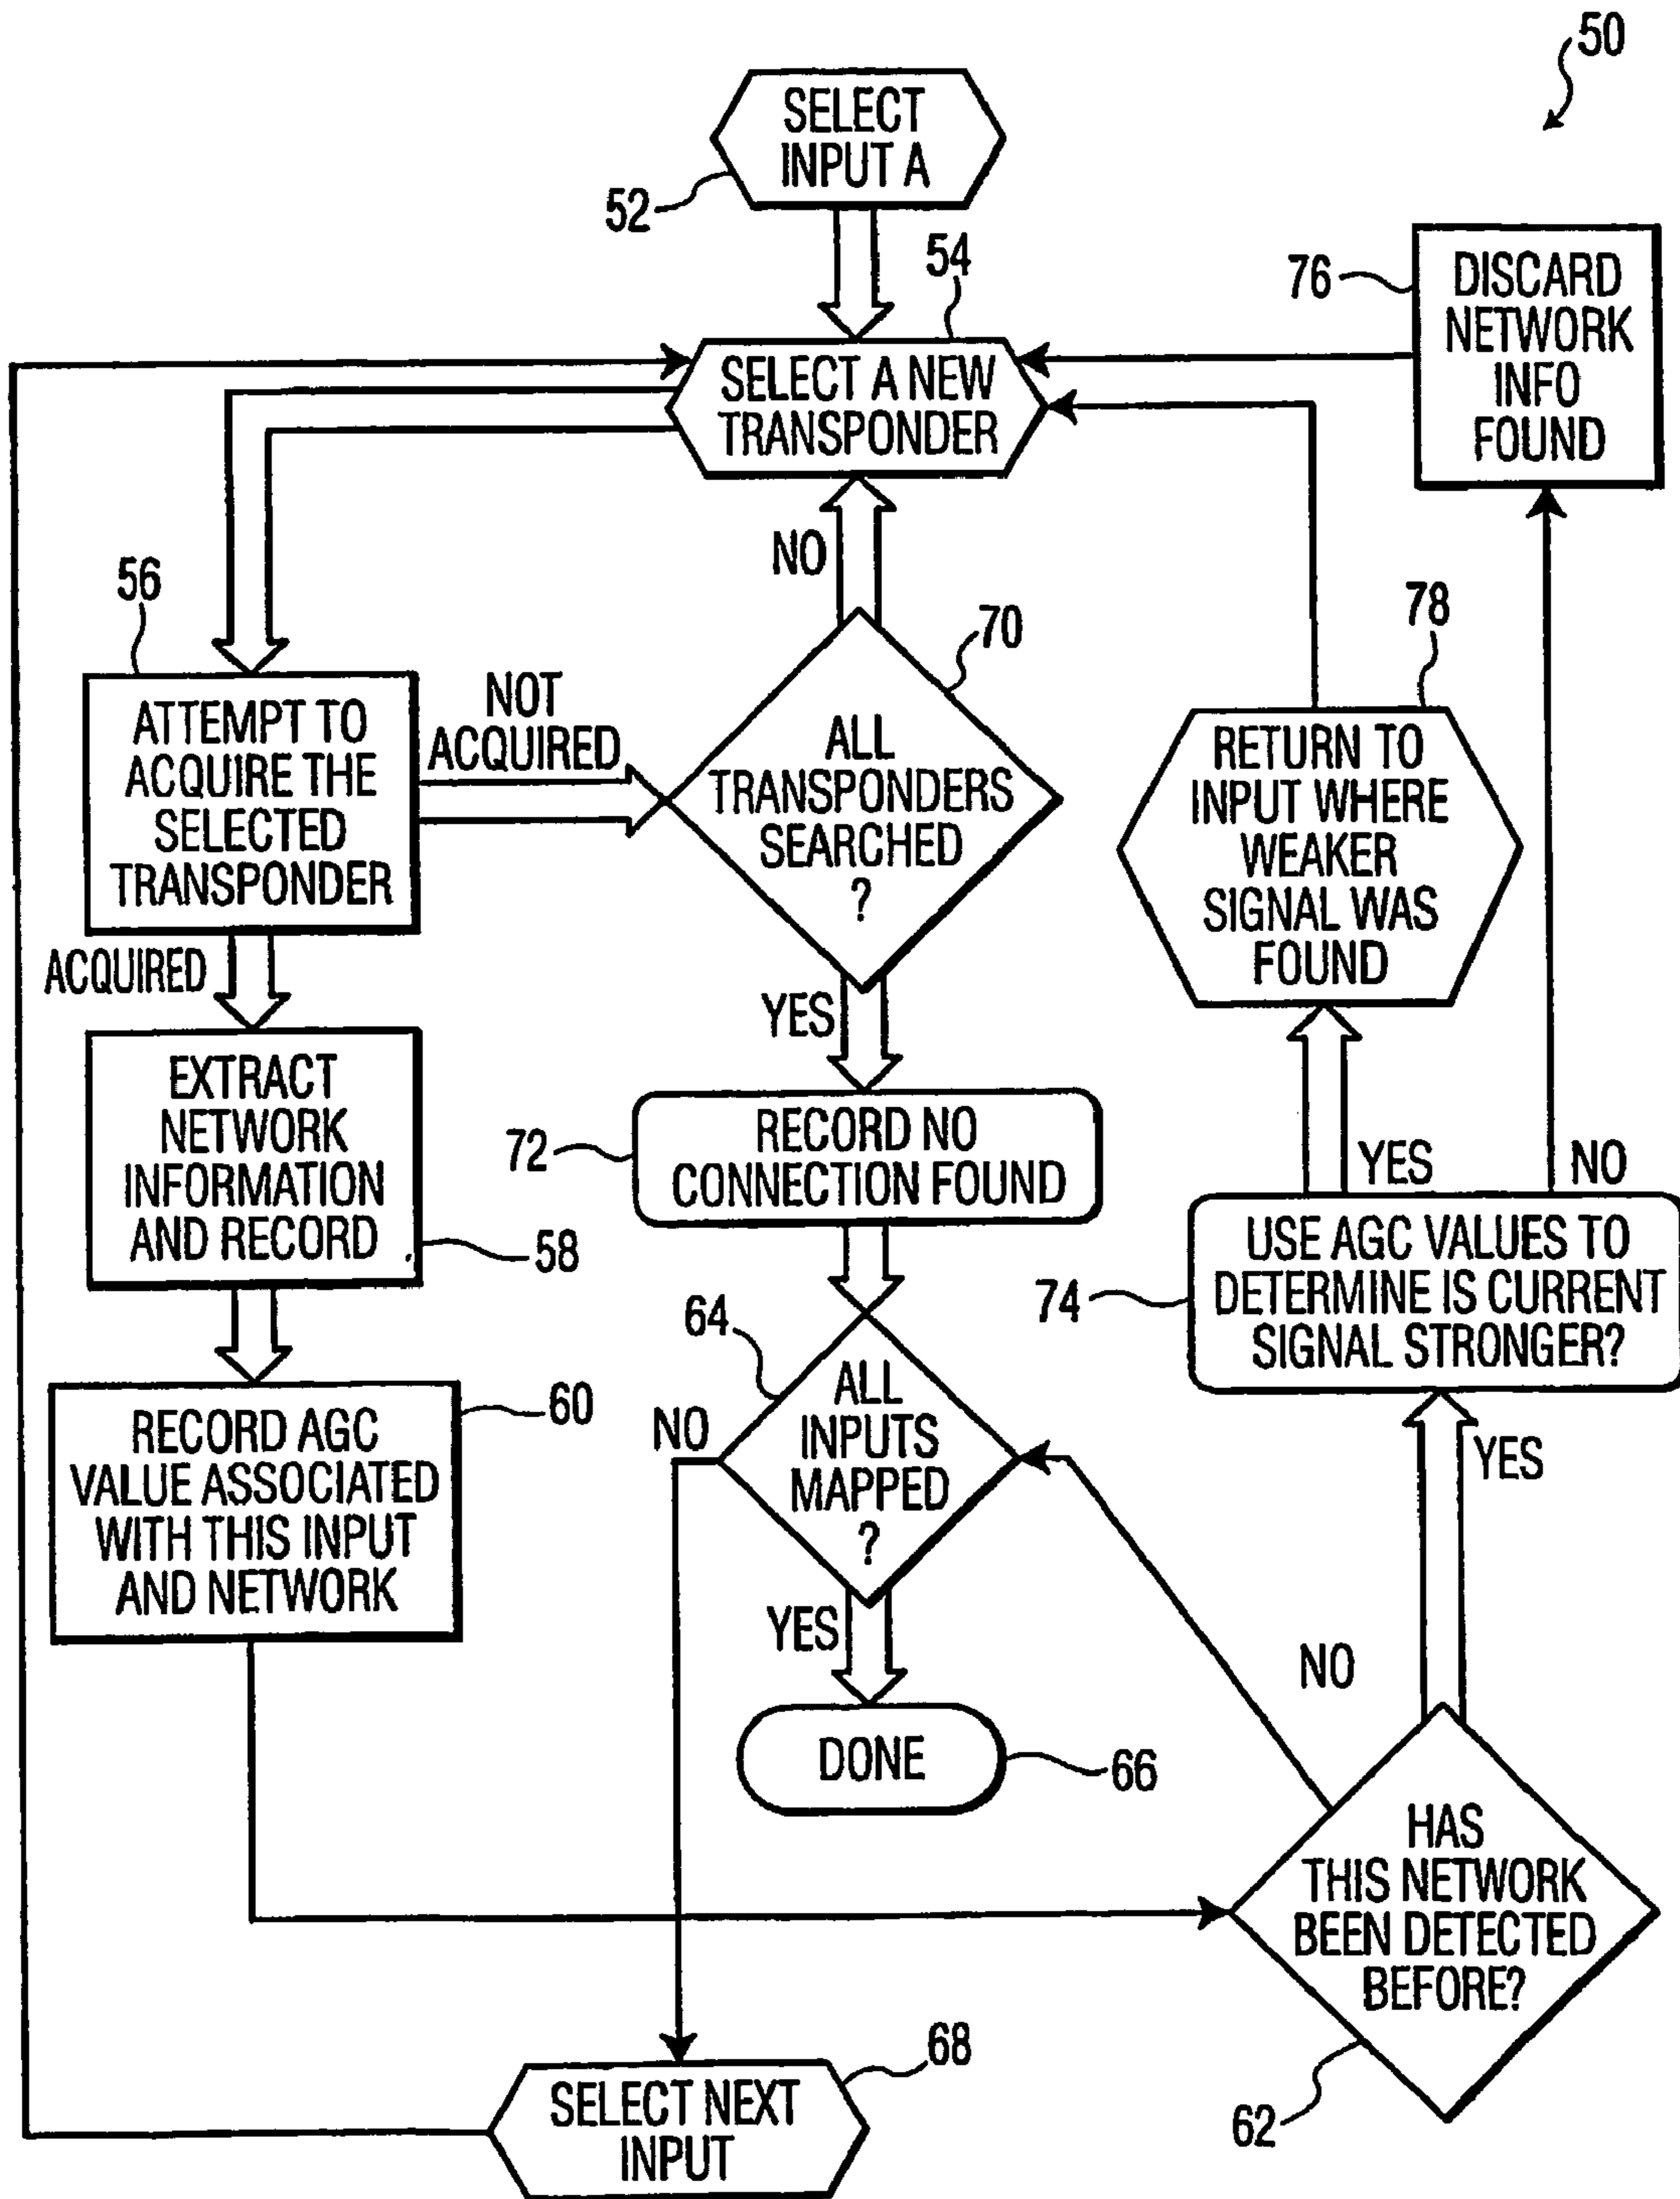 50
SELECT
INPUT A
52
54
SELECT A NEW
TRANSPONDER
76
DISCARD
NETWORK
INFO
FOUND
NO
56
ATTEMPT TO
ACQUIRE THE
SELECTED
TRANSPONDER
NOT
ACQUIRED
70
ALL
TRANSPONDERS
SEARCHED
?
78
RETURN TO
INPUT WHERE
WEAKER
SIGNAL WAS
FOUND
ACQUIRED
YES
EXTRACT
NETWORK
INFORMATION
AND RECORD
58
72
RECORD NO
CONNECTION FOUND
YES
NO
74
USE AGC VALUES TO
DETERMINE IS CURRENT
SIGNAL STRONGER?
64
ALL
INPUTS
MAPPED
?
NO
YES
60
RECORD AGC
VALUE ASSOCIATED
WITH THIS INPUT
AND NETWORK
YES
NO
DONE
66
HAS
THIS NETWORK
BEEN DETECTED
BEFORE?
62
68
SELECT NEXT
INPUT